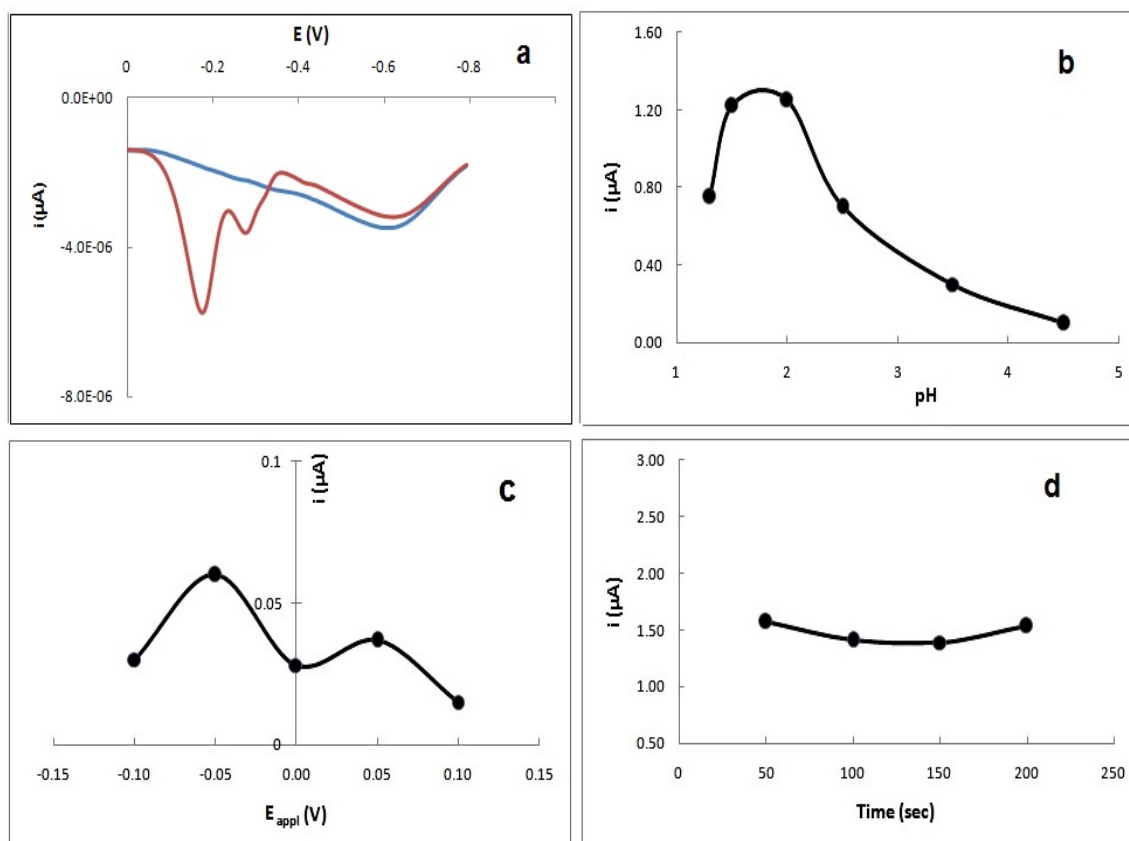 E (V)
a
0 -0.2 -0.4 -0.6 -0.8
0.0E+00
i (µA)
-4.0E-06
-8.0E-06
b
1.60
1.20
i (µA)
0.80
0.40
0.00
1 2 3 4 5
pH
c
0.1
i (µA)
0.05
0
-0.15 -0.10 -0.05 0.00 0.05 0.10 0.15
E appl (V)
d
3.00
2.50
2.00
i (µA)
1.50
1.00
0.50
0 50 100 150 200 250
Time (sec)